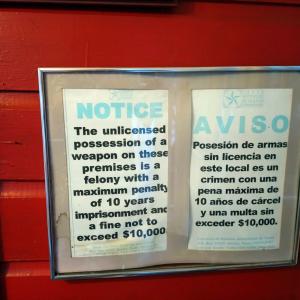 NOTICE
The unlicensed
possession of a
weapon on these
premises is a
felony with a
maximum penalty
of 10 years
imprisonment and
a fine not to
exceed $10,000.
AVISO
Posesión de armas
sin licencia en
este local es un
crimen con una
pena máxima de
10 años de cárcel
y una multa sin
exceder $10,000.